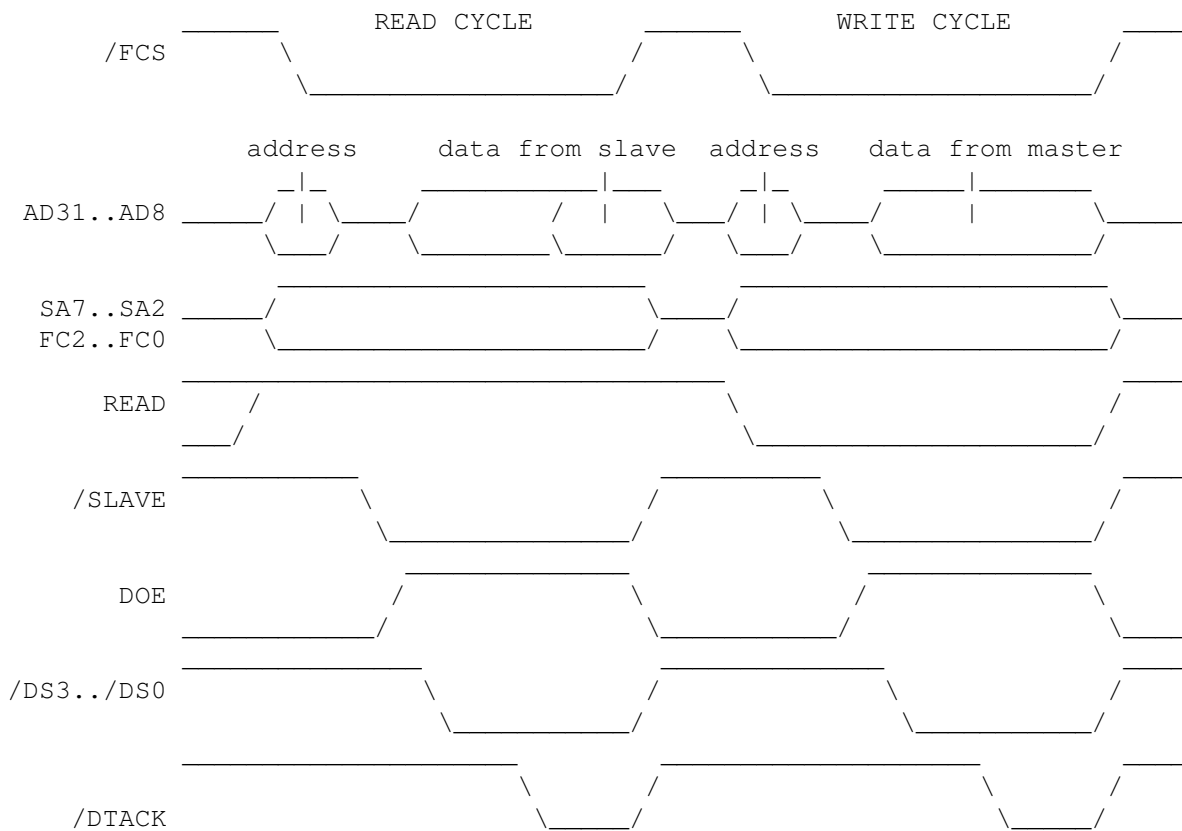 READ CYCLE WRITE CYCLE
/FCS
address data from slave address data from master
AD31..AD8
SA7..SA2
FC2..FC0
READ
/SLAVE
DOE
/DS3../DS0
/DTACK